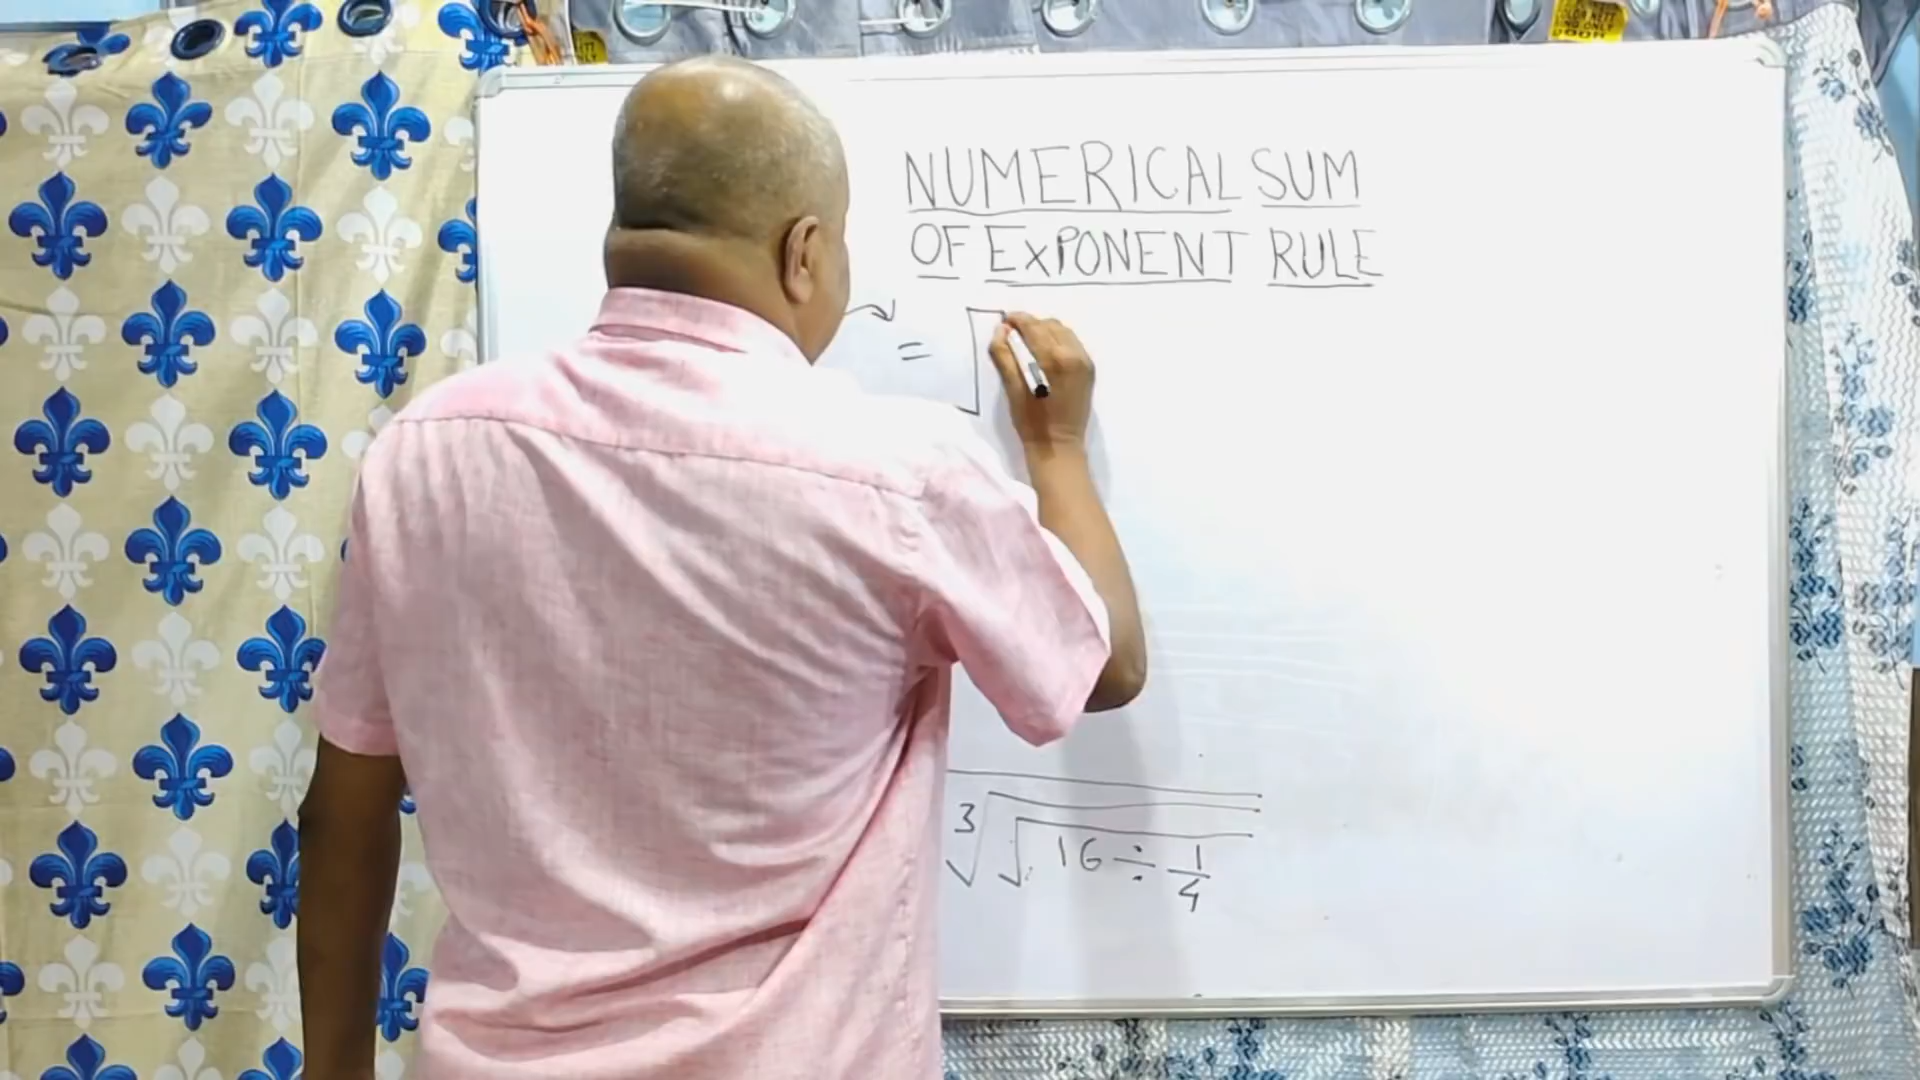 NUMERICAL SUM
OF EXPONENT RULE
=
3√√16 ÷ 1/4